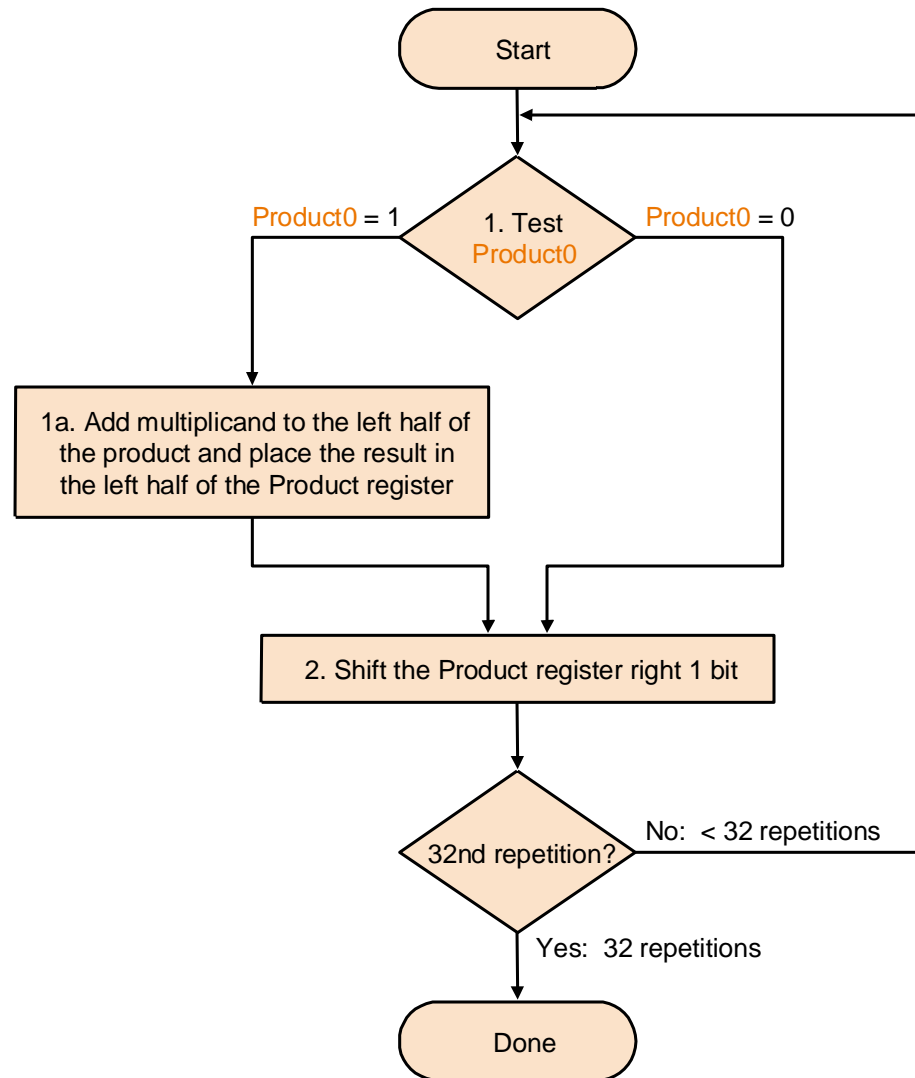 Start
Product0 = 1
1. Test
Product0
Product0 = 0
1a. Add multiplicand to the left half of
the product and place the result in
the left half of the Product register
2. Shift the Product register right 1 bit
32nd repetition?
No:  < 32 repetitions
Yes:  32 repetitions
Done